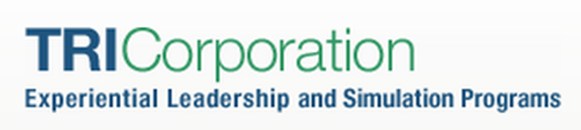 TRICorporation
Experiential Leadership and Simulation Programs